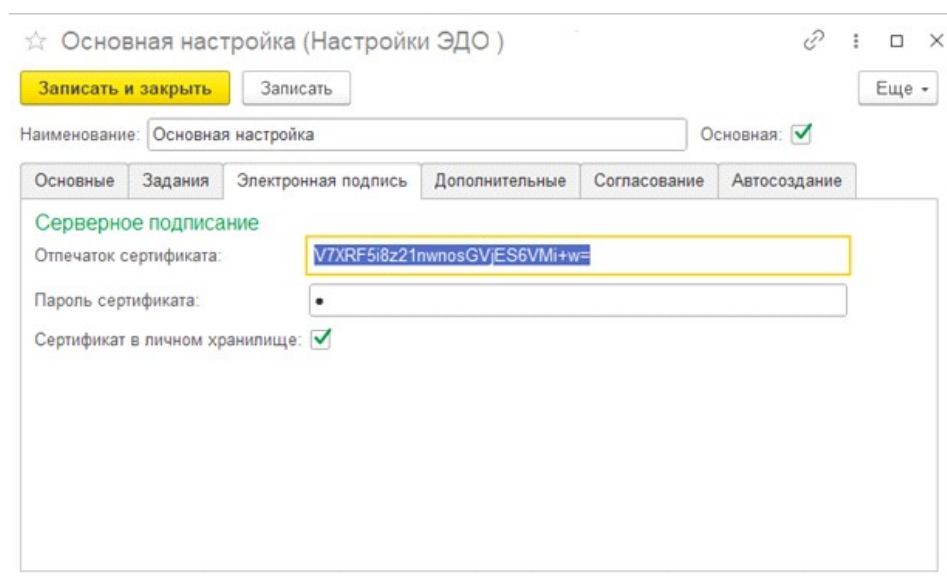 Основная настройка (Настройки ЭДО )
Записать и закрыть Записать Еще
Наименование: Основная настройка Основная:
Основные Задания Электронная подпись Дополнительные Согласование Автосоздание
Серверное подписание
Отпечаток сертификата: V7XRF5i8z21nwnosGVjES6VMi+w=
Пароль сертификата:
Сертификат в личном хранилище: